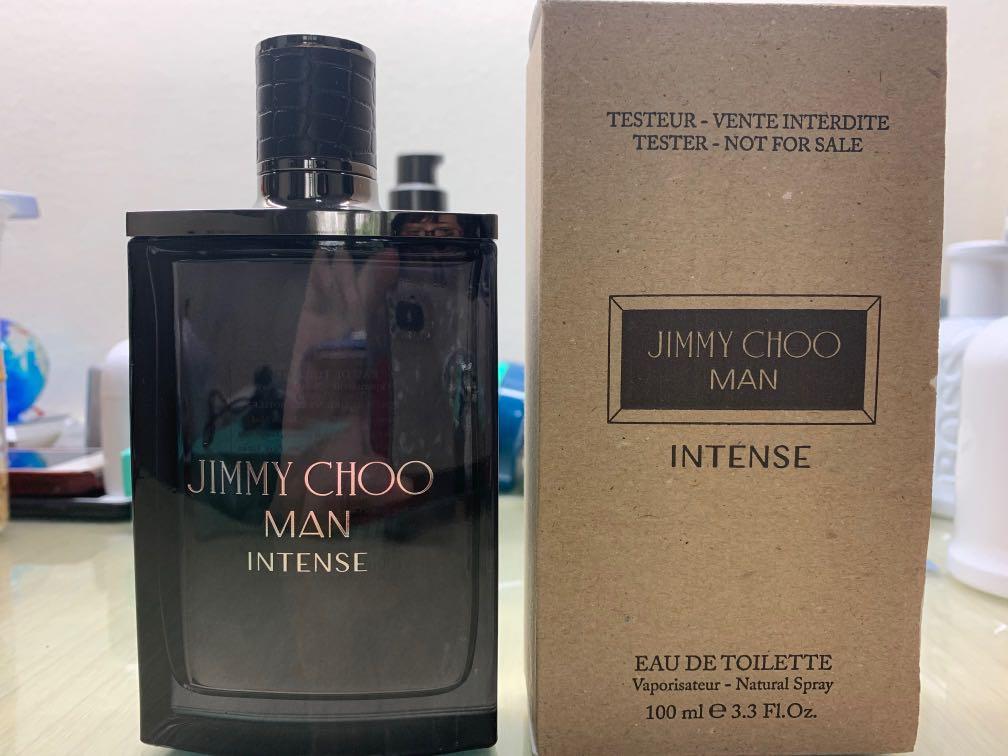 JIMMY CHOO
MAN
INTENSE
TESTEUR - VENTE INTERDITE
TESTER - NOT FOR SALE
JIMMY CHOO
MAN
INTENSE
EAU DE TOILETTE
Vaporisateur - Natural Spray
100 ml ℮ 3.3 Fl.Oz.